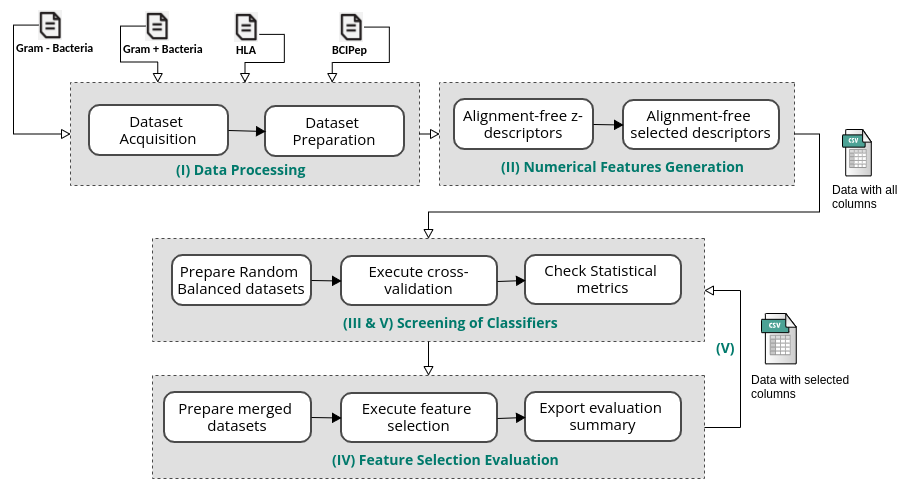 Gram - Bacteria
Gram + Bacteria
HLA
BCIPep
Dataset
Acquisition
Dataset
Preparation
(I) Data Processing
Alignment-free z-
descriptors
Alignment-free
selected descriptors
(II) Numerical Features Generation
CSV
Data with all
columns
Prepare Random
Balanced datasets
Execute cross-
validation
Check Statistical
metrics
(III & V) Screening of Classifiers
(V)
CSV
Data with selected
columns
Prepare merged
datasets
Execute feature
selection
Export evaluation
summary
(IV) Feature Selection Evaluation